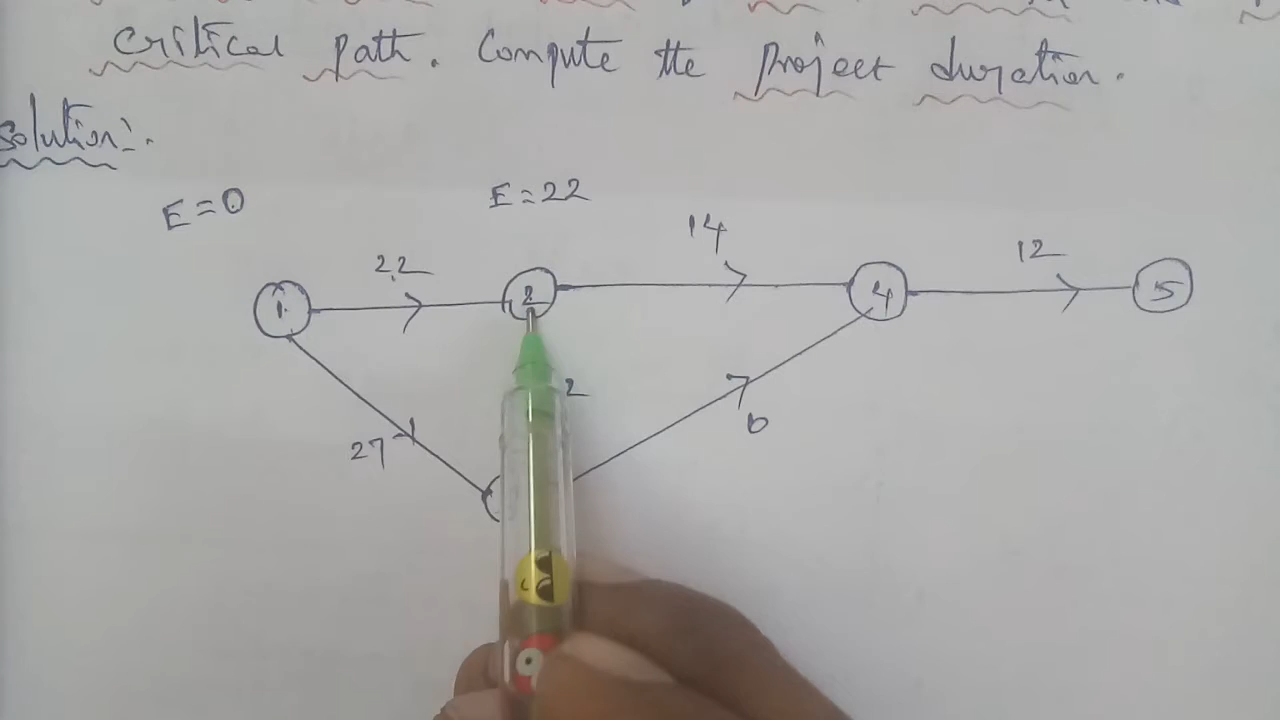 Critical path. Compute the project duration.
Solution:.
E=0
E=22
22
14
12
1
2
4
5
2
27
6